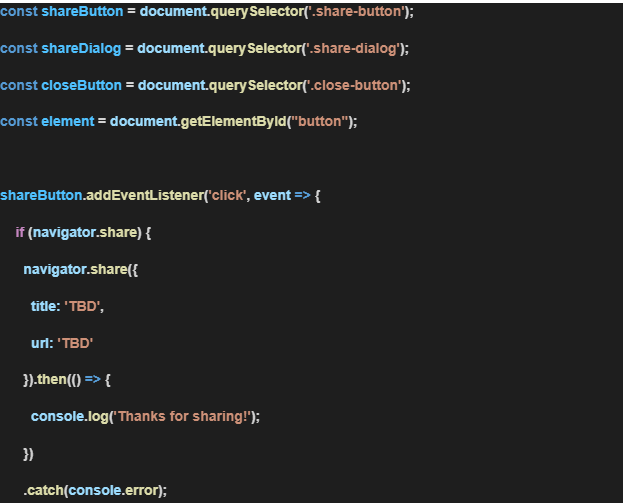 const shareButton = document.querySelector('.share-button');
const shareDialog = document.querySelector('.share-dialog');
const closeButton = document.querySelector('.close-button');
const element = document.getElementById("button");
shareButton.addEventListener('click', event => {
if (navigator.share) {
navigator.share({
title: 'TBD',
url: 'TBD'
}).then(() => {
console.log('Thanks for sharing!');
})
.catch(console.error);